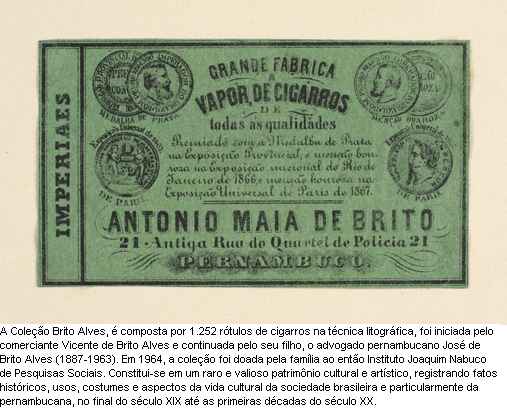 GRANDE FABRICA
A
VAPOR, DE CIGARROS
DE
todas as qualidades
MEDALHA DE PRATA
MENÇÃO HONROZA
Premiado com a Medalha de Prata
na Exposição Provincial, e menção hon-
roza na exposição nacional do Rio de
Janeiro de 1866, e menção honrosa na
Exposição Universal de Paris de 1867.
DE PARIZ
DE PARIZ
IMPERIAES
ANTONIO MAIA DE BRITO
21 - Antiga Rua do Quartel de Policia 21
PERNAMBUCO.
A Coleção Brito Alves, é composta por 1.252 rótulos de cigarros na técnica litográfica, foi iniciada pelo
comerciante Vicente de Brito Alves e continuada pelo seu filho, o advogado pernambucano José de
Brito Alves (1887-1963). Em 1964, a coleção foi doada pela família ao então Instituto Joaquim Nabuco
de Pesquisas Sociais. Constitui-se em um raro e valioso patrimônio cultural e artístico, registrando fatos
históricos, usos, costumes e aspectos da vida cultural da sociedade brasileira e particularmente da
pernambucana, no final do século XIX até as primeiras décadas do século XX.